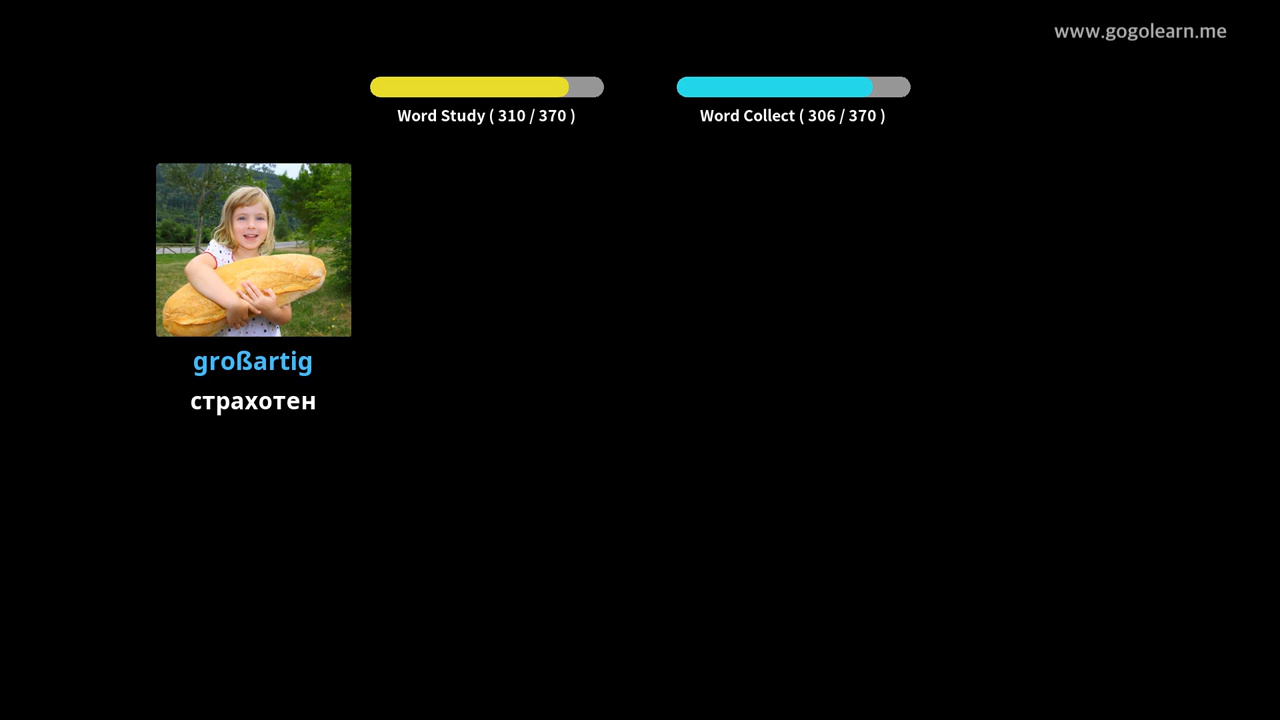 www.gogolearn.me
Word Study ( 310 / 370 )
Word Collect ( 306 / 370 )
großartig
страхотен